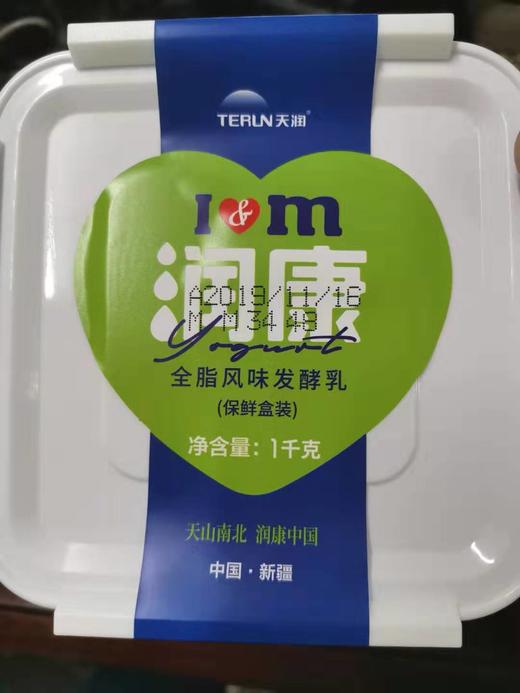 TERUN天润®
I & m
润康
A2019/11/16
M M 34 48
Yogurt
全脂风味发酵乳
(保鲜盒装)
净含量：1千克
天山南北 润康中国
中国·新疆